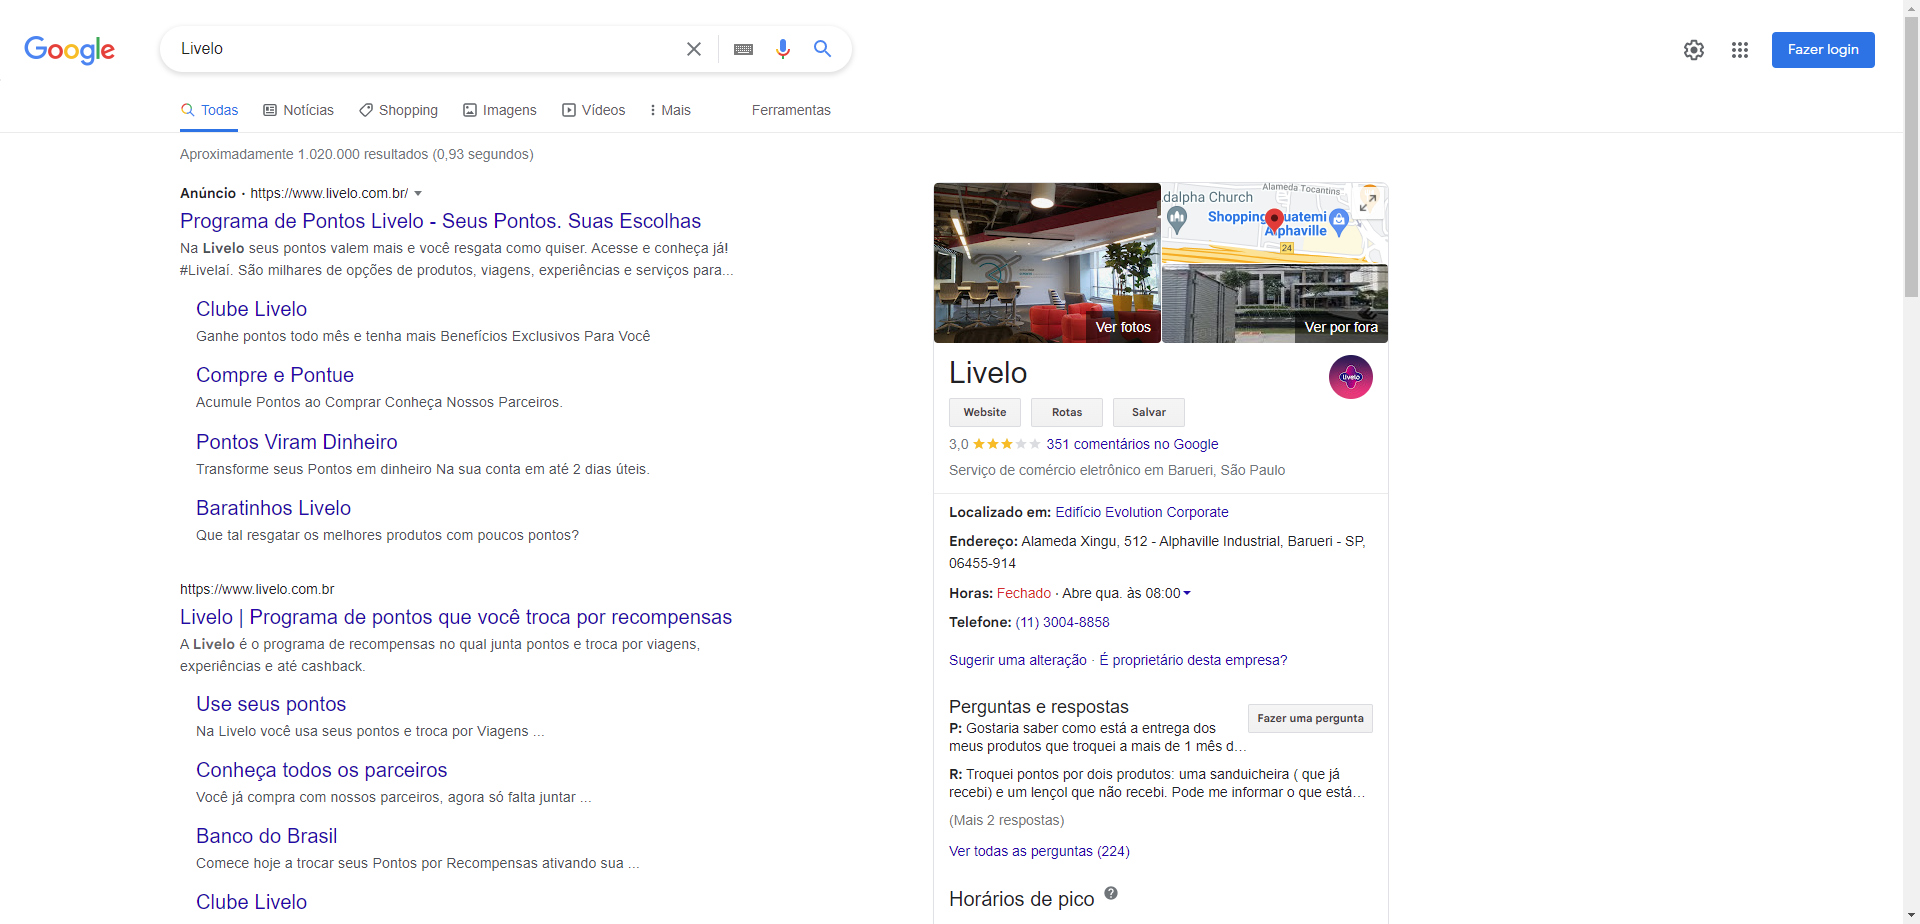 Google
Livelo
Fazer login
Todas
Notícias
Shopping
Imagens
Vídeos
Mais
Ferramentas
Aproximadamente 1.020.000 resultados (0,93 segundos)
Anúncio · https://www.livelo.com.br/
Programa de Pontos Livelo - Seus Pontos. Suas Escolhas
Na Livelo seus pontos valem mais e você resgata como quiser. Acesse e conheça já!
#Livelaí. São milhares de opções de produtos, viagens, experiências e serviços para...
Clube Livelo
Ganhe pontos todo mês e tenha mais Benefícios Exclusivos Para Você
Compre e Pontue
Acumule Pontos ao Comprar Conheça Nossos Parceiros.
Pontos Viram Dinheiro
Transforme seus Pontos em dinheiro Na sua conta em até 2 dias úteis.
Baratinhos Livelo
Que tal resgatar os melhores produtos com poucos pontos?
https://www.livelo.com.br
Livelo | Programa de pontos que você troca por recompensas
A Livelo é o programa de recompensas no qual junta pontos e troca por viagens,
experiências e até cashback.
Use seus pontos
Na Livelo você usa seus pontos e troca por Viagens ...
Conheça todos os parceiros
Você já compra com nossos parceiros, agora só falta juntar ...
Banco do Brasil
Comece hoje a trocar seus Pontos por Recompensas ativando sua ...
Clube Livelo
Ver fotos
Alameda Tocantins
dalpha Church
Shopping uatemi
Alphaville
24
Ver por fora
Livelo
livelo
Website
Rotas
Salvar
3,0 351 comentários no Google
Serviço de comércio eletrônico em Barueri, São Paulo
Localizado em: Edifício Evolution Corporate
Endereço: Alameda Xingu, 512 - Alphaville Industrial, Barueri - SP,
06455-914
Horas: Fechado · Abre qua. às 08:00
Telefone: (11) 3004-8858
Sugerir uma alteração · É proprietário desta empresa?
Perguntas e respostas
Fazer uma pergunta
P: Gostaria saber como está a entrega dos
meus produtos que troquei a mais de 1 mês d...
R: Troquei pontos por dois produtos: uma sanduicheira ( que já
recebi) e um lençol que não recebi. Pode me informar o que está...
(Mais 2 respostas)
Ver todas as perguntas (224)
Horários de pico